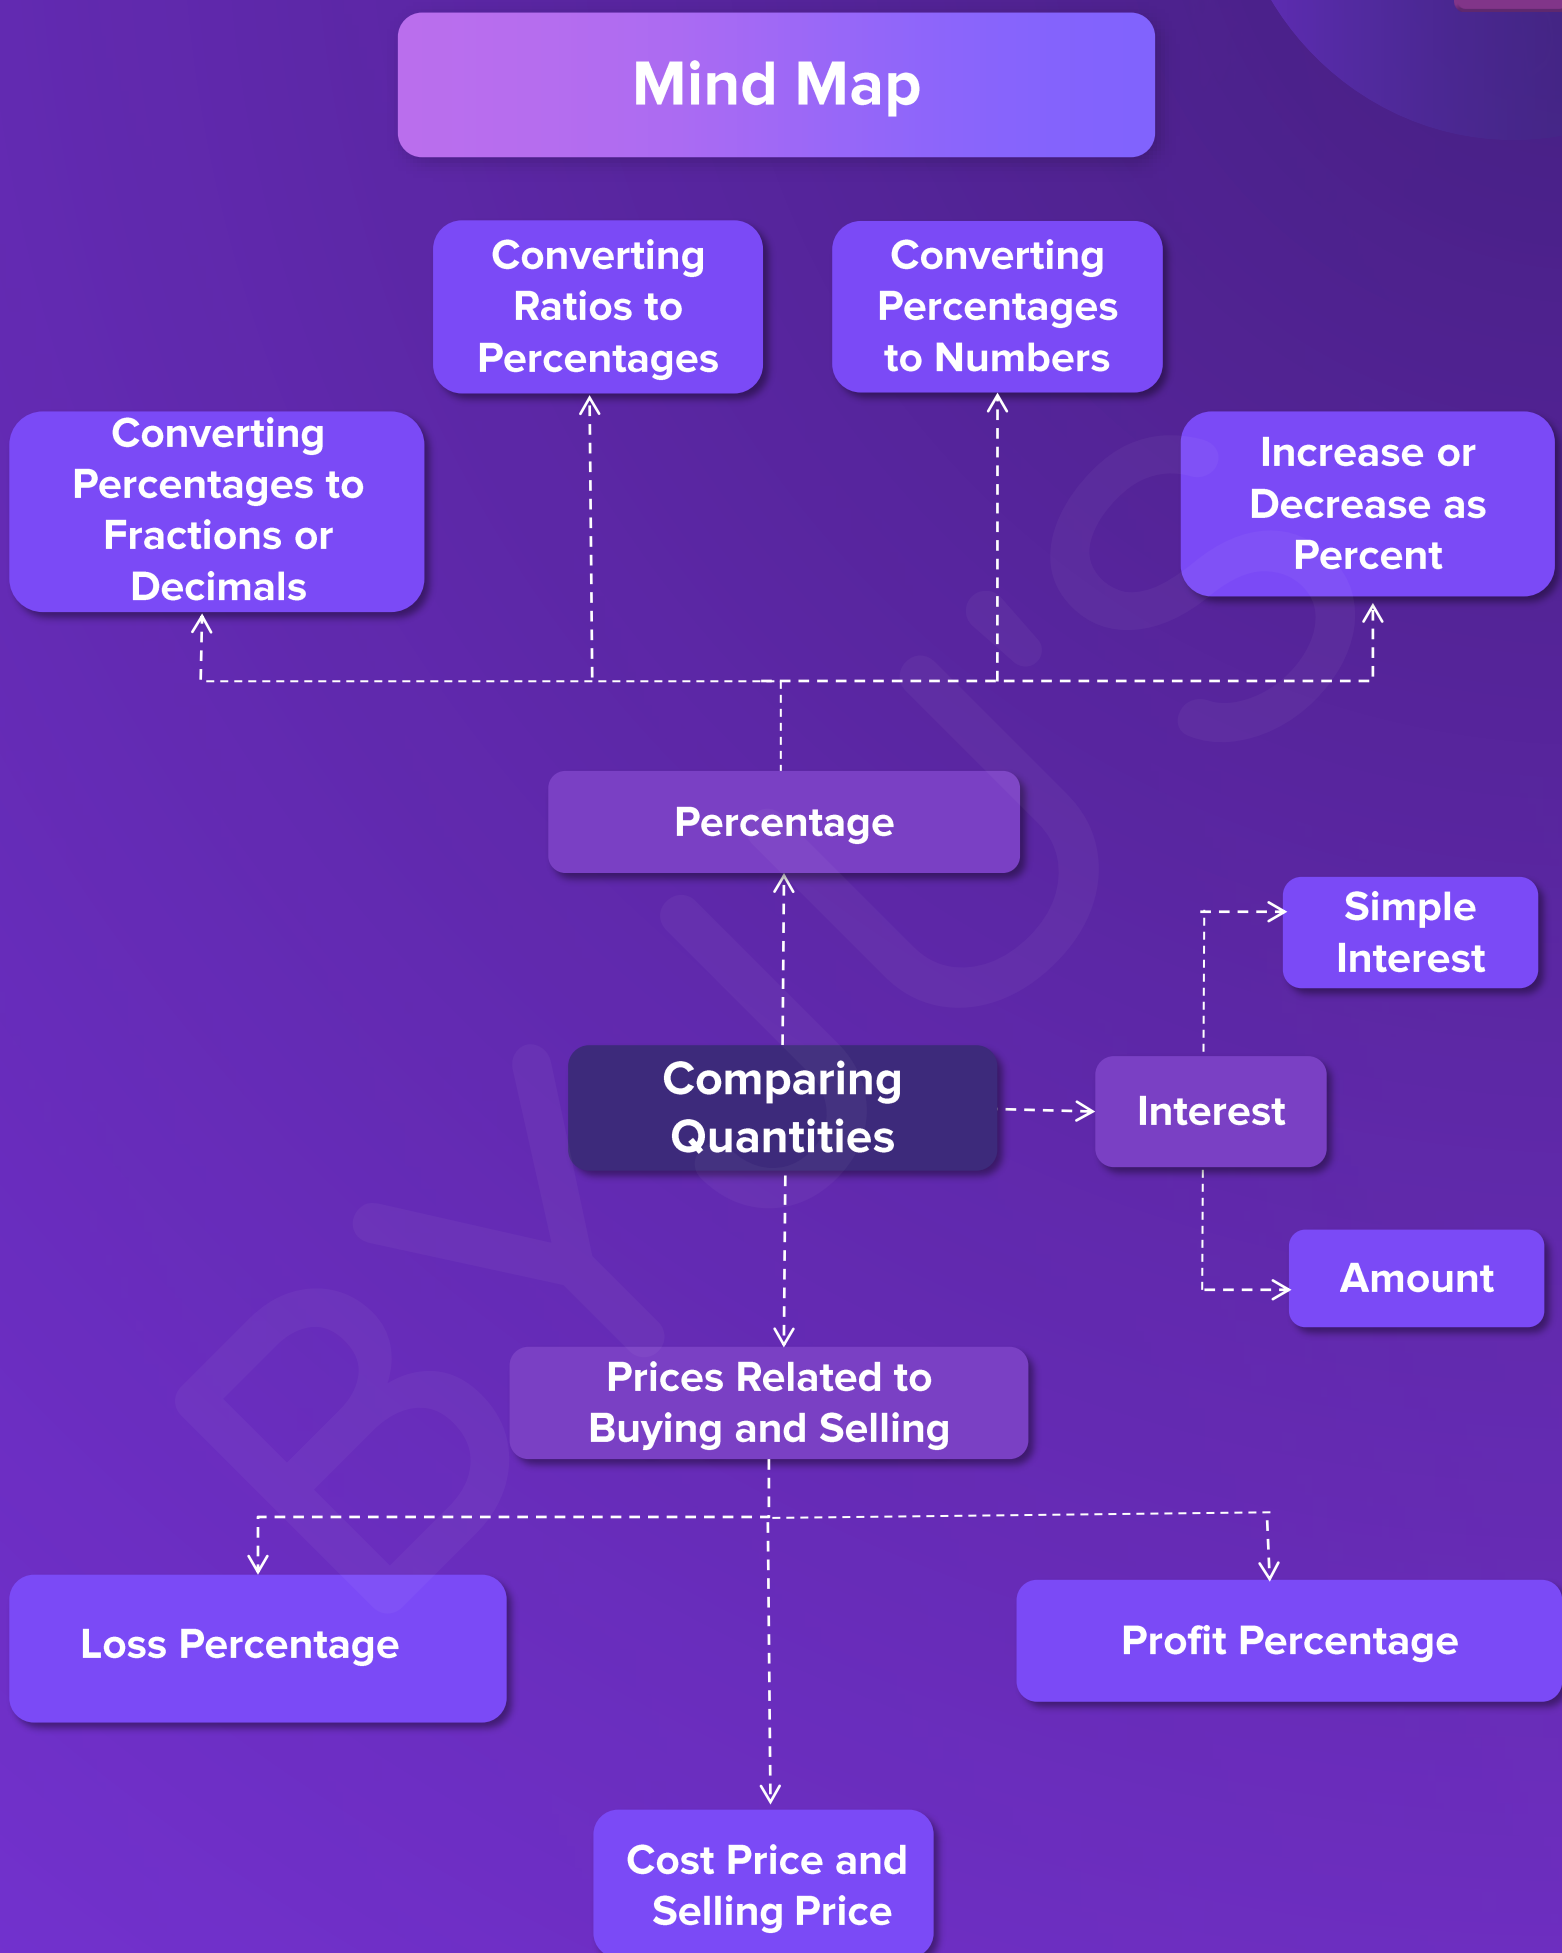 Mind Map
Converting
Ratios to
Percentages
Converting
Percentages
to Numbers
Converting
Percentages to
Fractions or
Decimals
Increase or
Decrease as
Percent
Percentage
Simple
Interest
Comparing
Quantities
Interest
Amount
Prices Related to
Buying and Selling
Loss Percentage
Profit Percentage
Cost Price and
Selling Price
BYJU'S